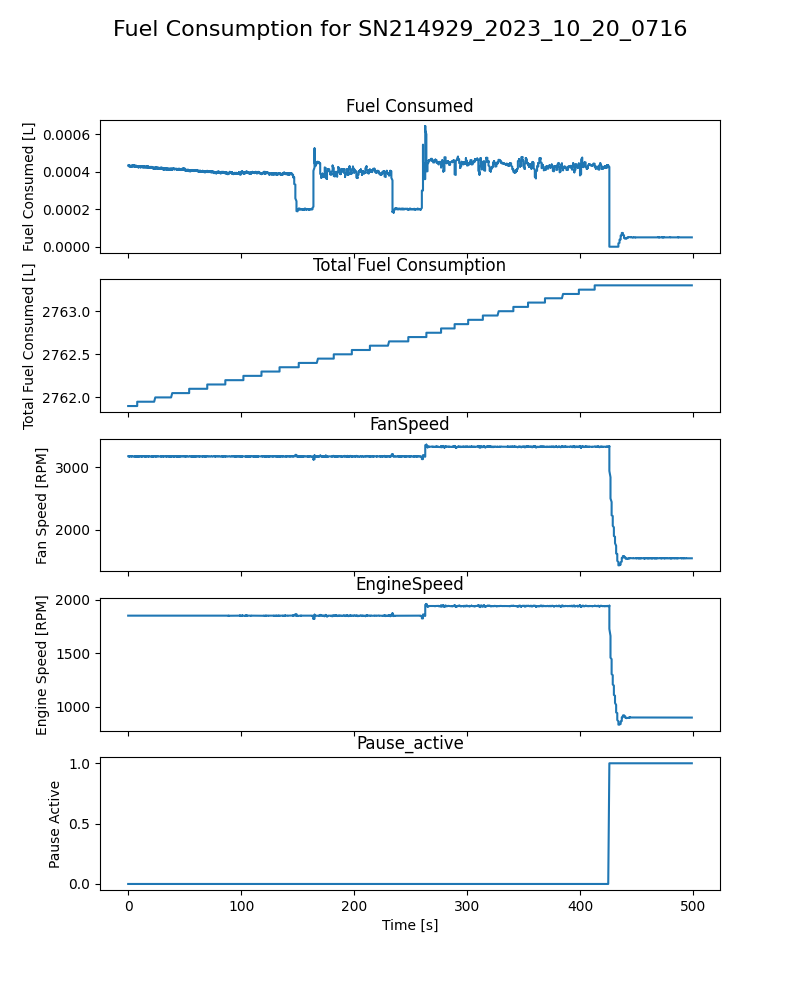 Fuel Consumption for SN214929_2023_10_20_0716
Fuel Consumed
Fuel Consumed [L]
0.0006
0.0004
0.0002
0.0000
Total Fuel Consumption
Total Fuel Consumed [L]
2763.0
2762.5
2762.0
FanSpeed
Fan Speed [RPM]
3000
2000
EngineSpeed
Engine Speed [RPM]
2000
1500
1000
Pause_active
Pause Active
1.0
0.5
0.0
0 100 200 300 400 500
Time [s]